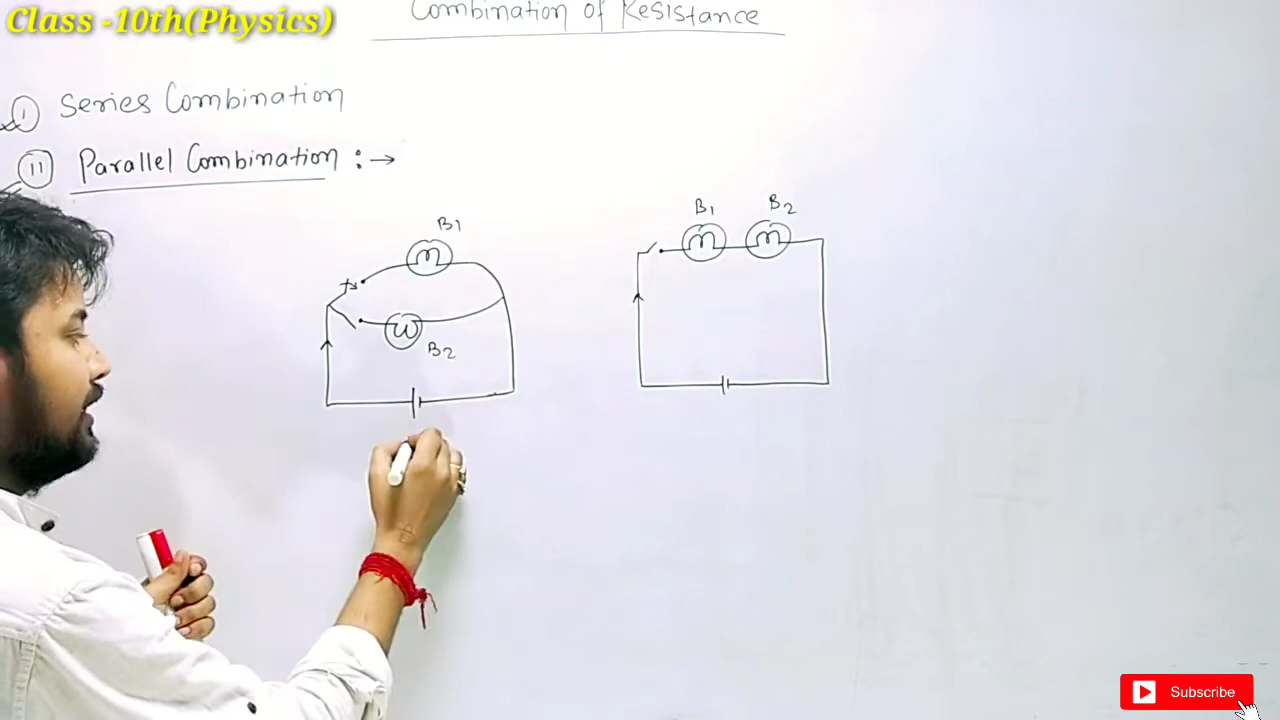 Class -10th(Physics)
Combination of Resistance
(I) Series Combination
(II) Parallel Combination : →
B1
B2
B1
B2
Subscribe